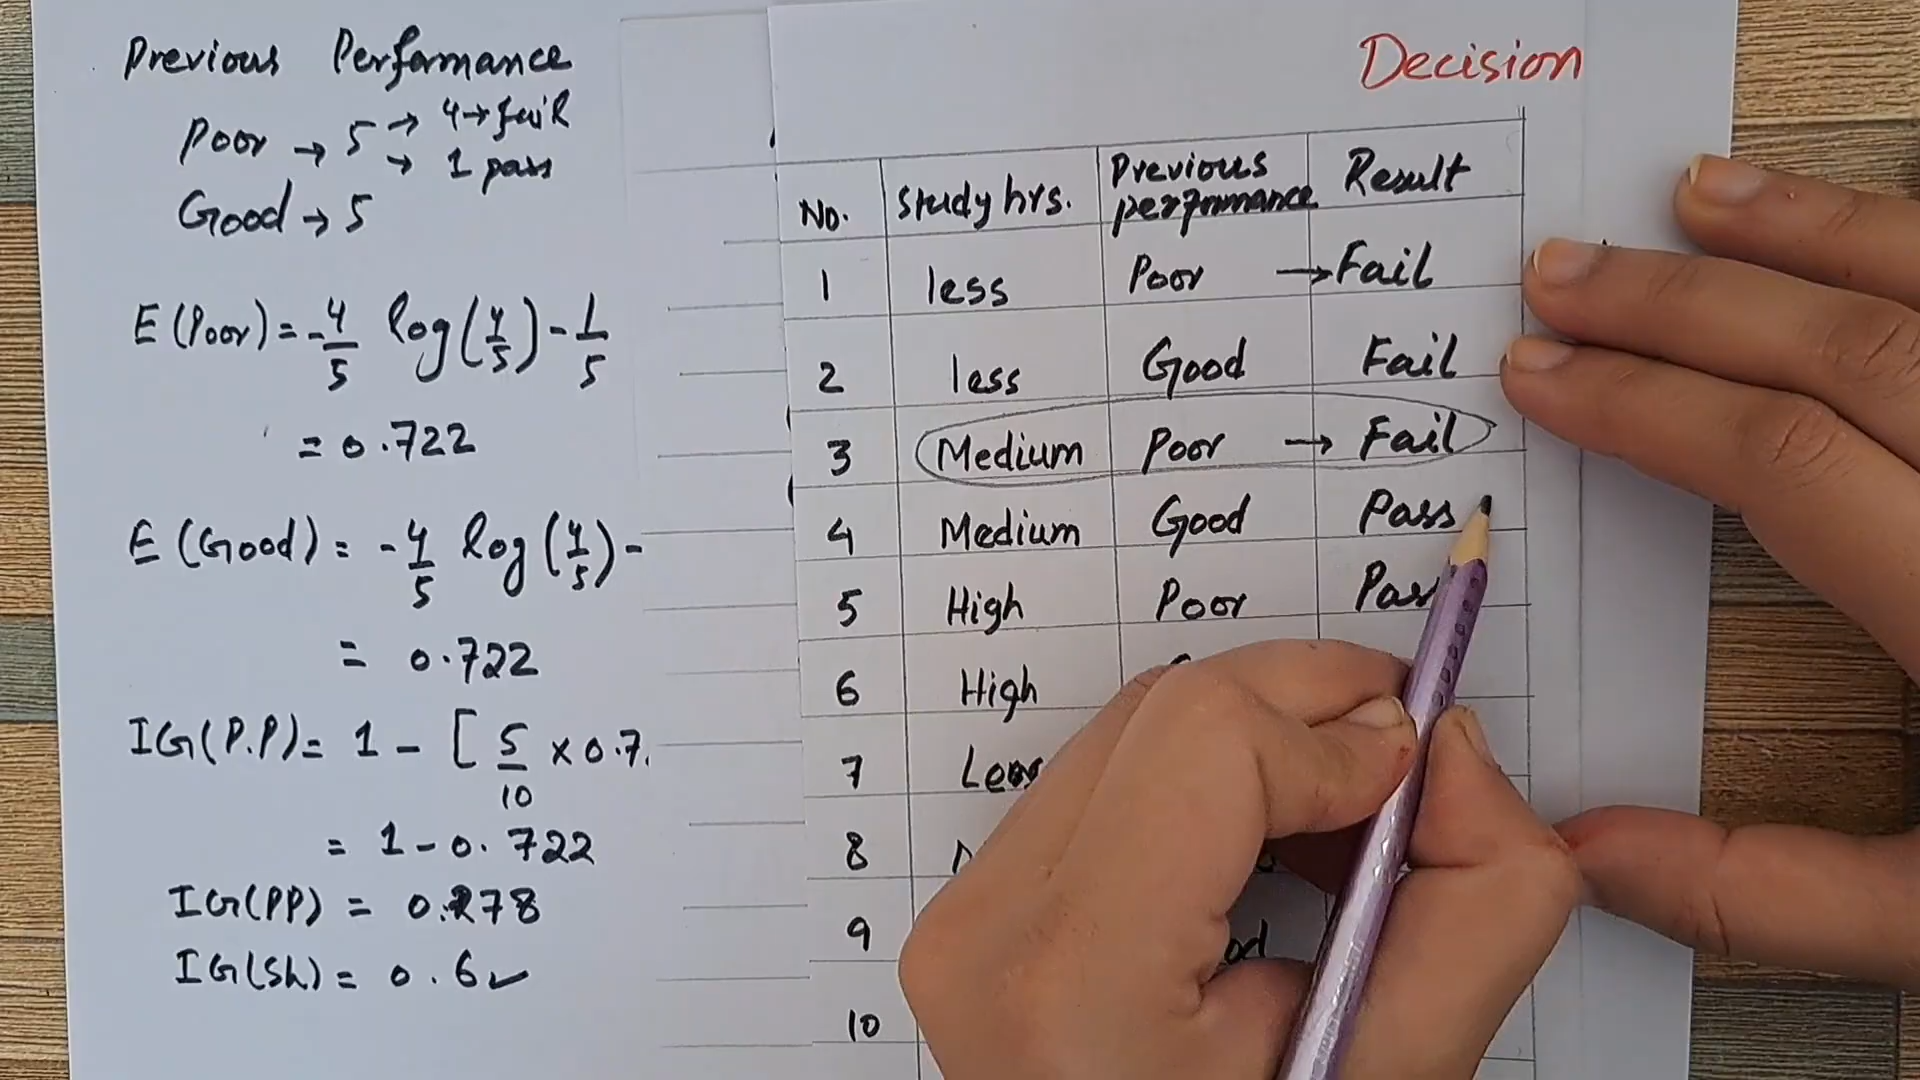 Previous Performance
Poor → 5 → 4 → fail
→ 1 pass
Good → 5
E (Poor) = -4/5 log(4/5) - 1/5
= 0.722
E (Good) = -4/5 log(4/5) -
= 0.722
IG(P.P) = 1 - [ 5/10 × 0.7
= 1 - 0.722
IG(PP) = 0.278
IG(Sh) = 0.6 ✓
Decision
No. Study hrs. Previous performance Result
1 less Poor → Fail
2 less Good Fail
3 Medium Poor → Fail
4 Medium Good Pass
5 High Poor Pas
6 High
7 Less
8
9 od
10